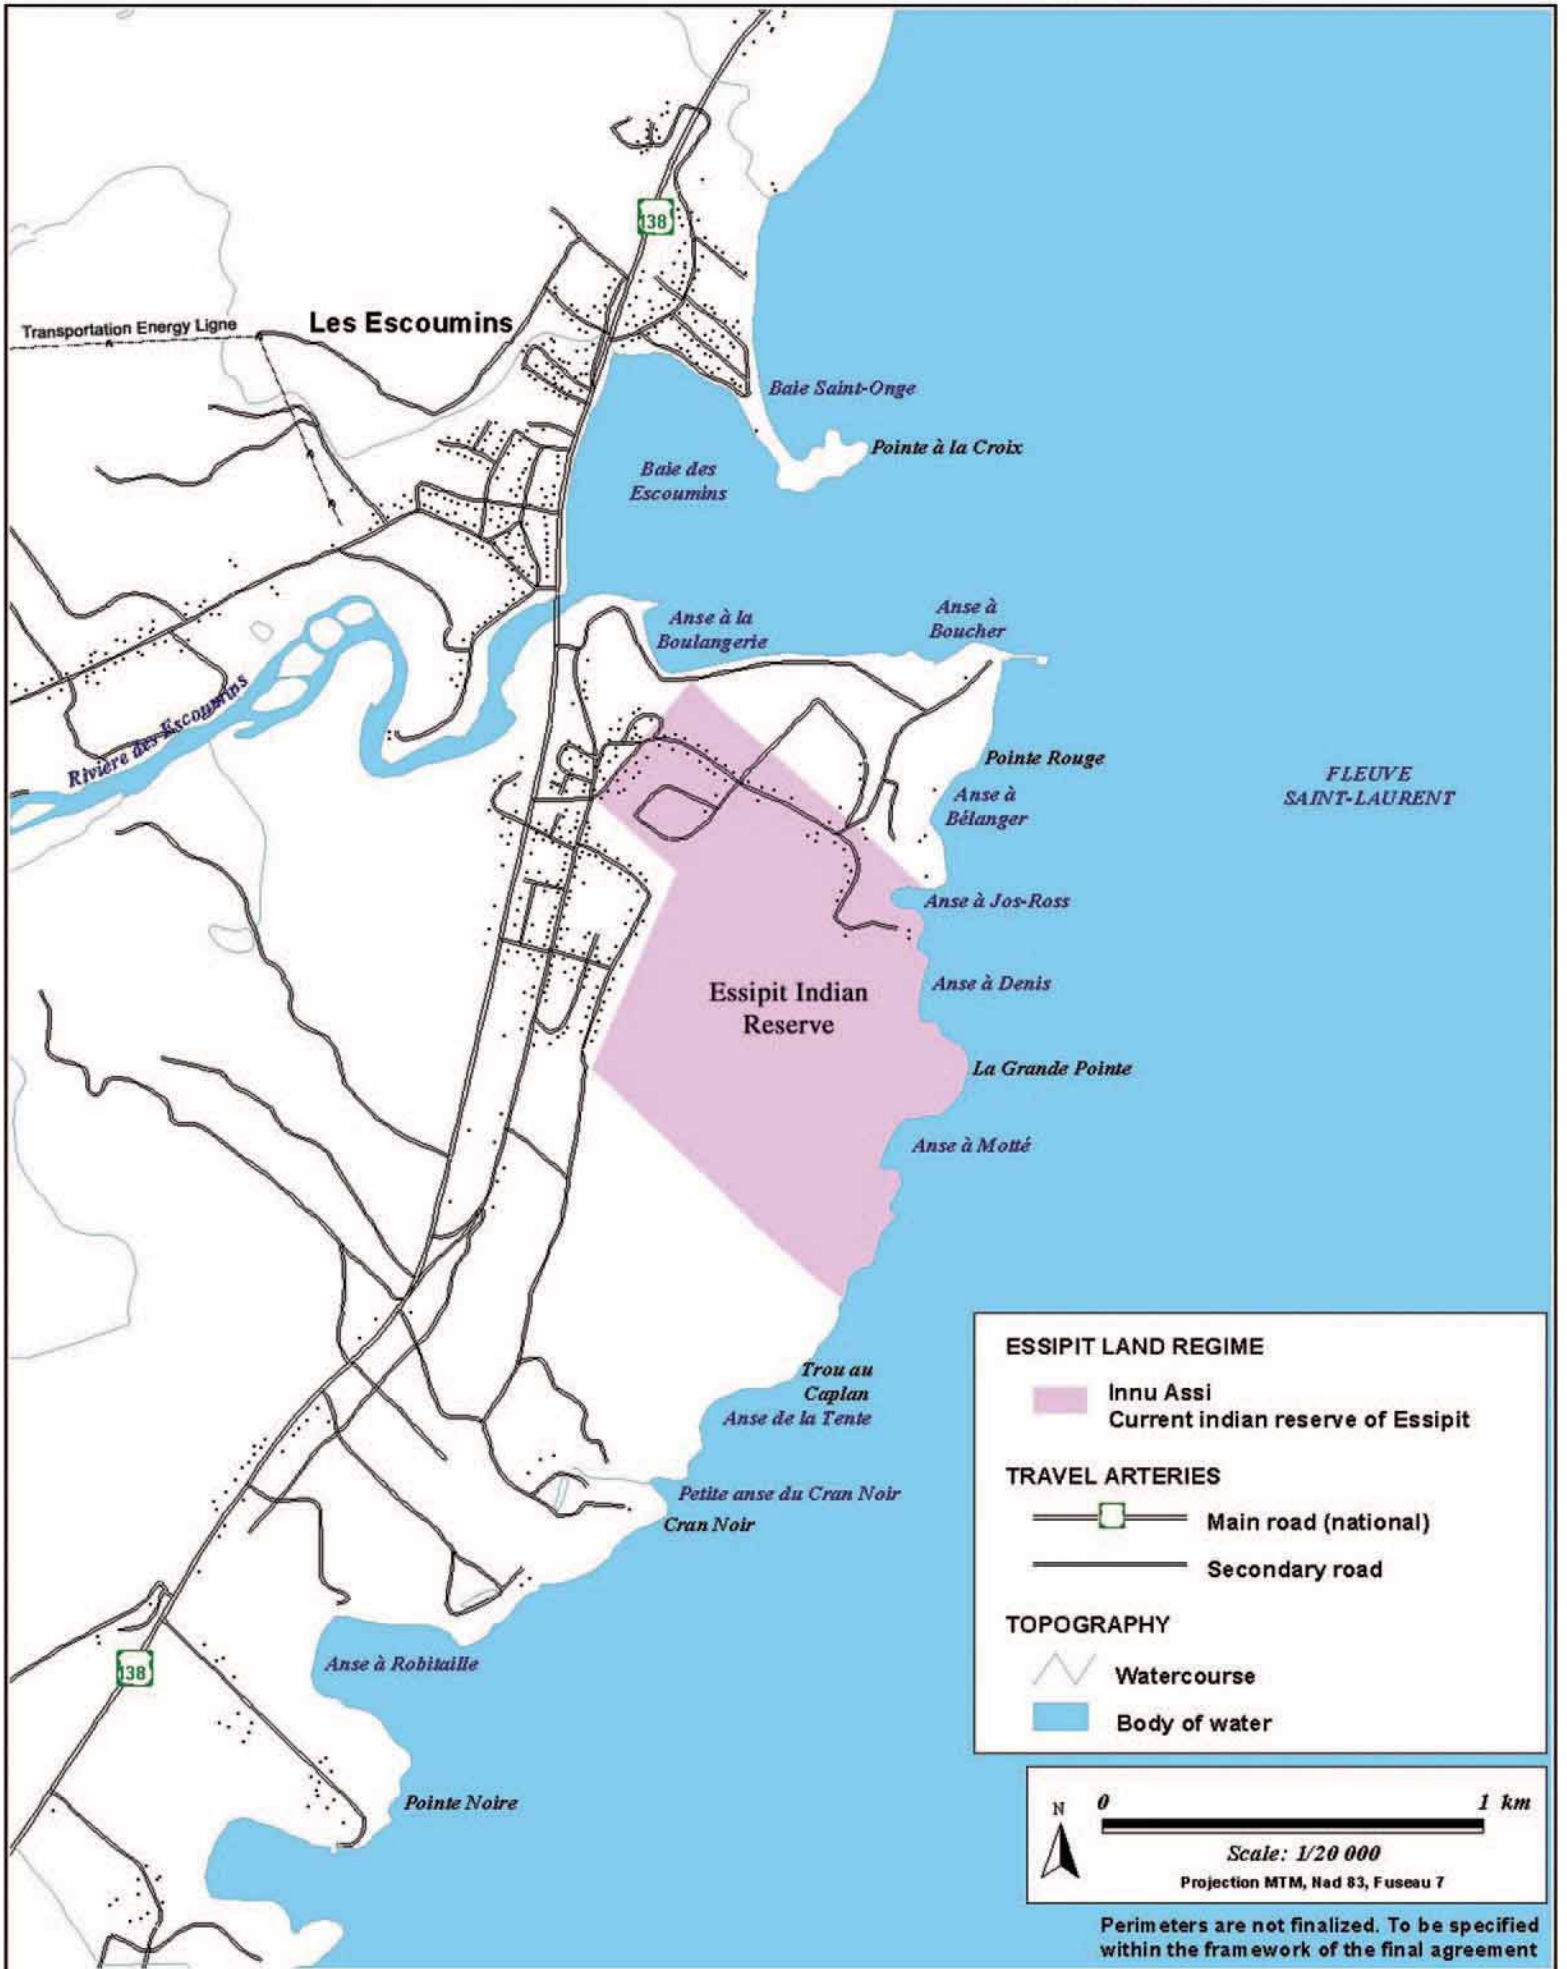 138
Transportation Energy Ligne
Les Escoumins
Baie Saint-Onge
Pointe à la Croix
Baie des
Escoumins
Anse à la
Boulangerie
Anse à
Boucher
Rivière des Escoumins
Pointe Rouge
Anse à
Bélanger
FLEUVE
SAINT-LAURENT
Anse à Jos-Ross
Anse à Denis
Essipit Indian
Reserve
La Grande Pointe
Anse à Motté
Trou au
Caplan
Anse de la Tente
Petite anse du Cran Noir
Cran Noir
Anse à Robitaille
138
Pointe Noire
ESSIPIT LAND REGIME
Innu Assi
Current indian reserve of Essipit
TRAVEL ARTERIES
Main road (national)
Secondary road
TOPOGRAPHY
Watercourse
Body of water
N
0 1 km
Scale: 1/20 000
Projection MTM, Nad 83, Fuseau 7
Perimeters are not finalized. To be specified
within the framework of the final agreement